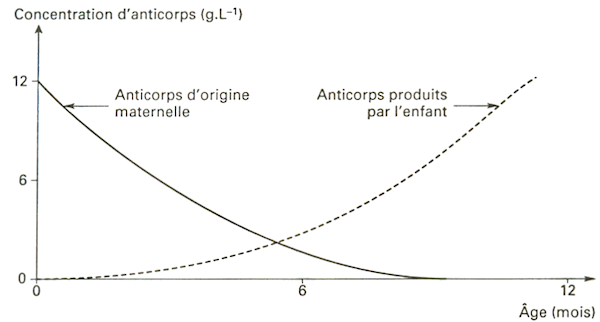 Concentration d'anticorps (g.L⁻¹)
12
Anticorps d'origine
maternelle
Anticorps produits
par l'enfant
6
0
0
6
12
Âge (mois)